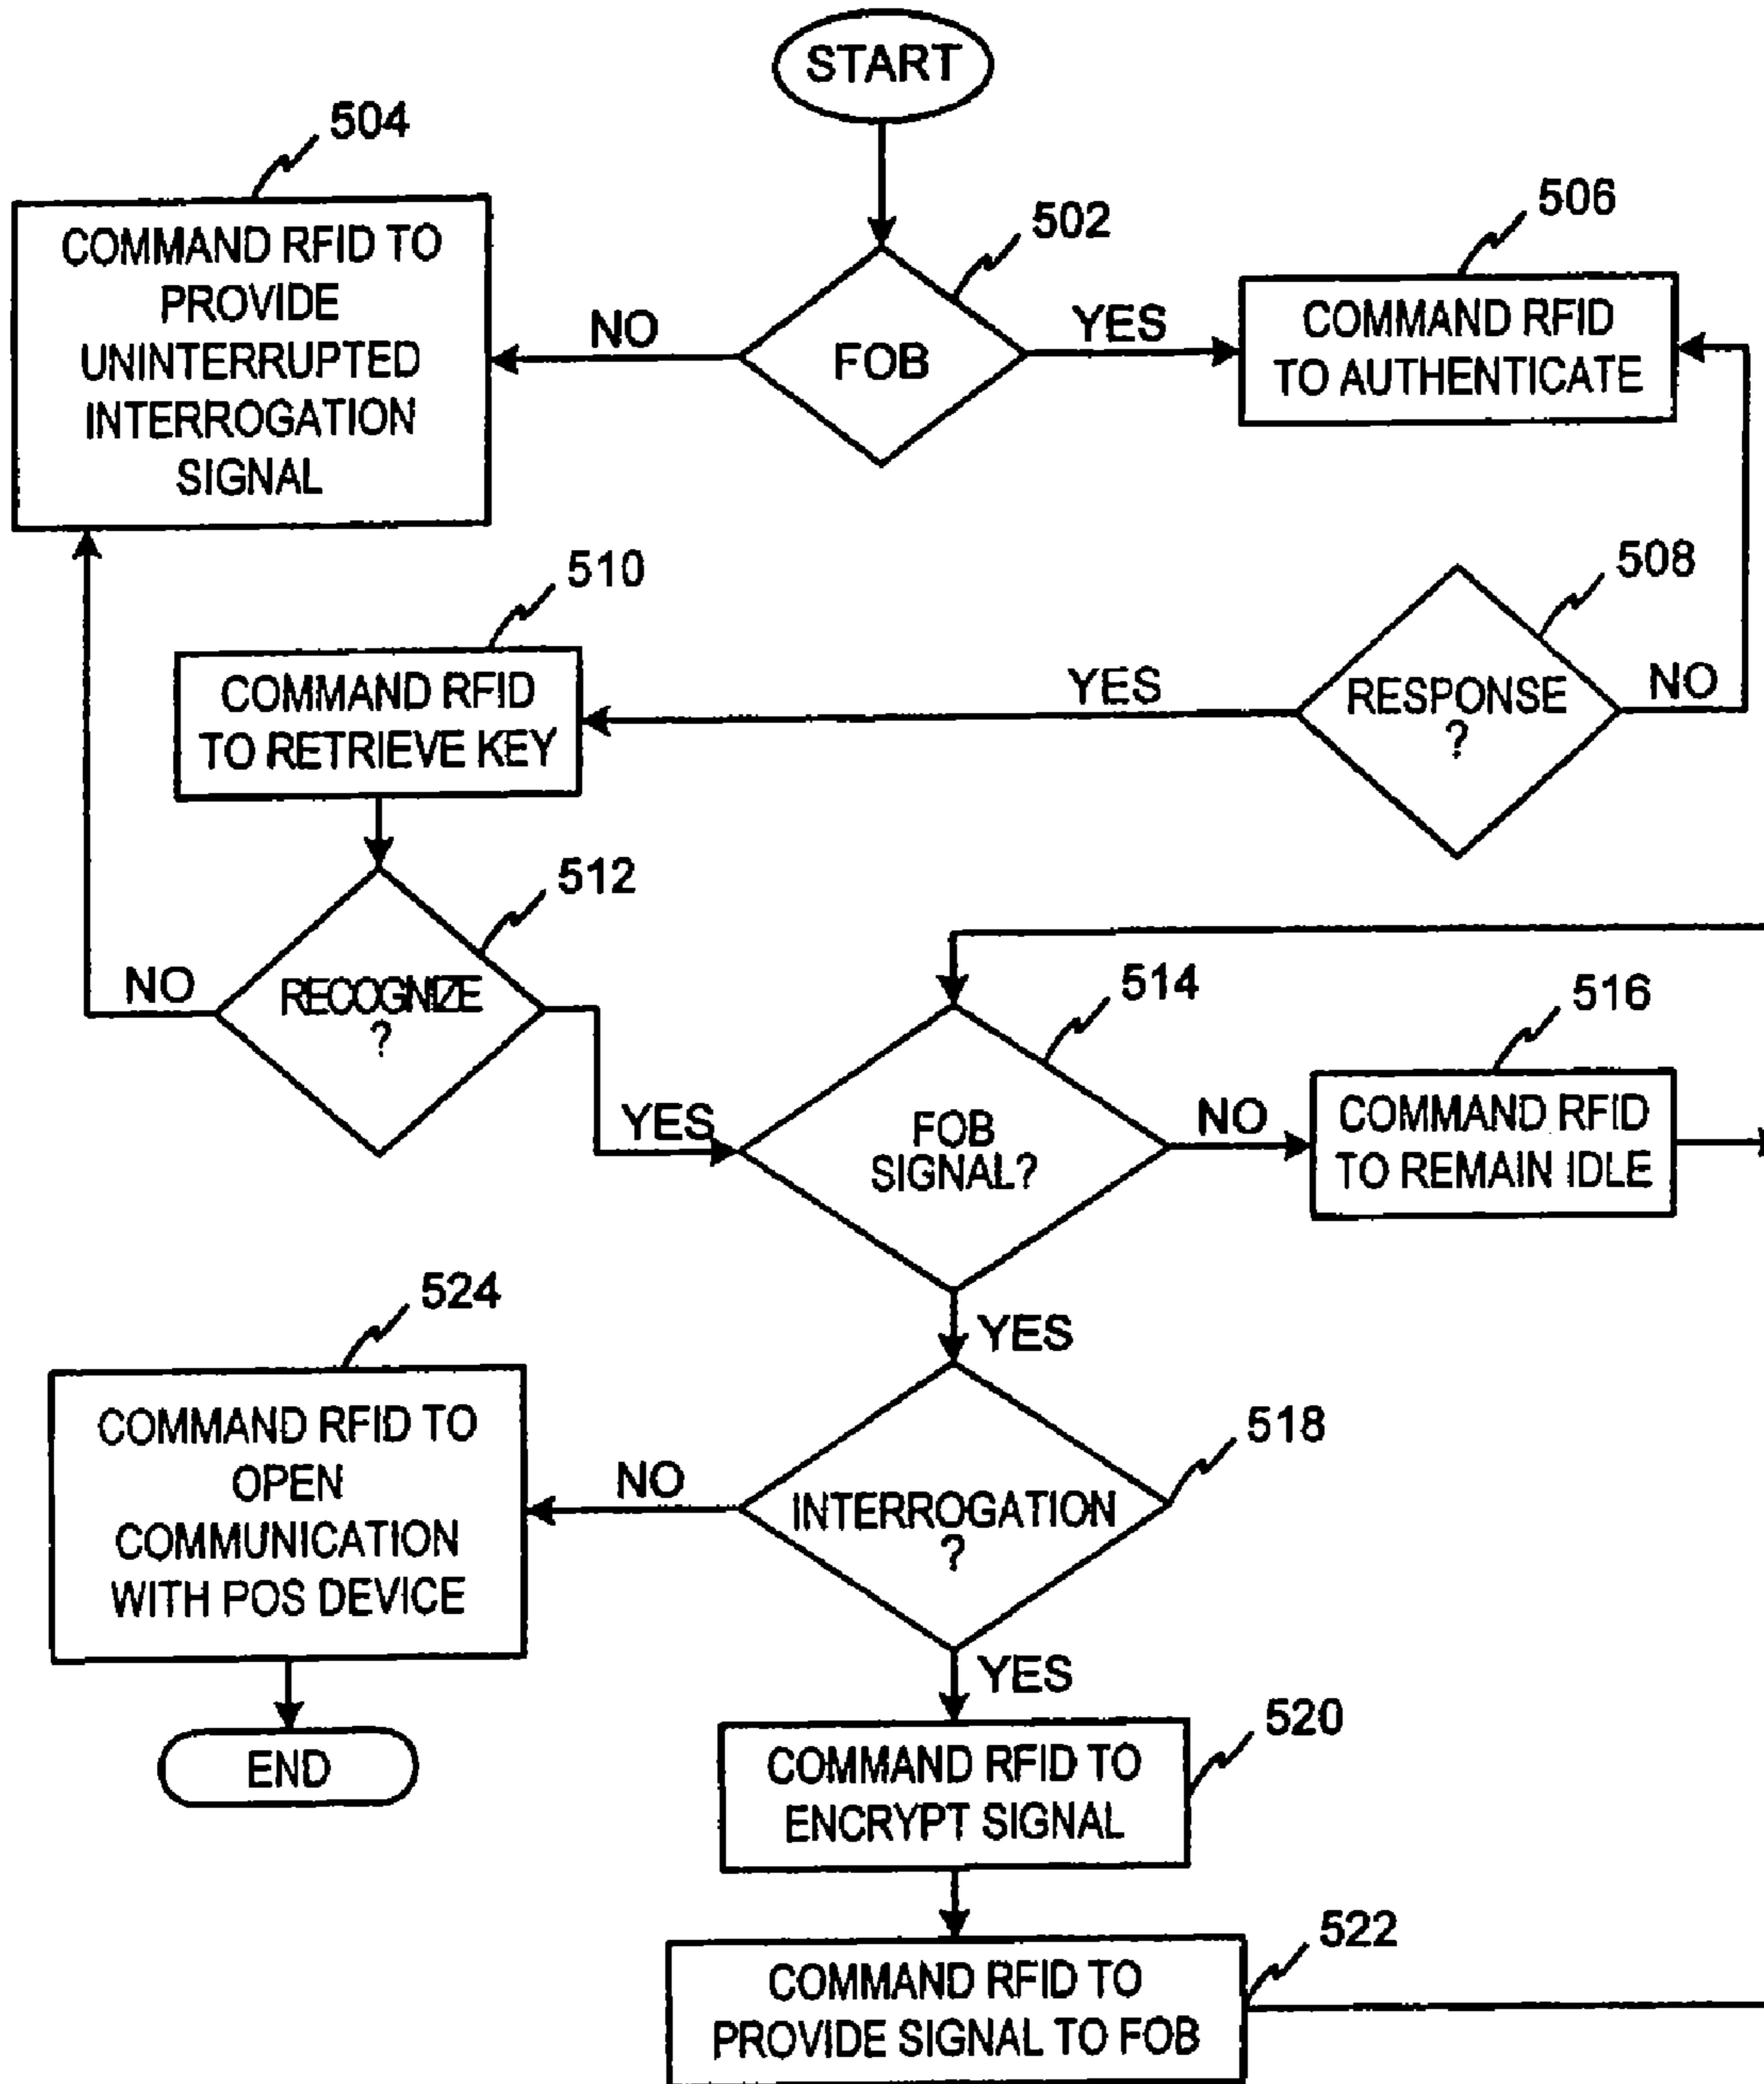 START
504
COMMAND RFID TO
PROVIDE
UNINTERRUPTED
INTERROGATION
SIGNAL
502
NO
FOB
YES
506
COMMAND RFID
TO AUTHENTICATE
510
COMMAND RFID
TO RETRIEVE KEY
YES
508
RESPONSE
?
NO
512
NO
RECOGNIZE
?
YES
514
FOB
SIGNAL?
NO
516
COMMAND RFID
TO REMAIN IDLE
YES
524
COMMAND RFID TO
OPEN
COMMUNICATION
WITH POS DEVICE
NO
518
INTERROGATION
?
YES
END
520
COMMAND RFID TO
ENCRYPT SIGNAL
522
COMMAND RFID TO
PROVIDE SIGNAL TO FOB